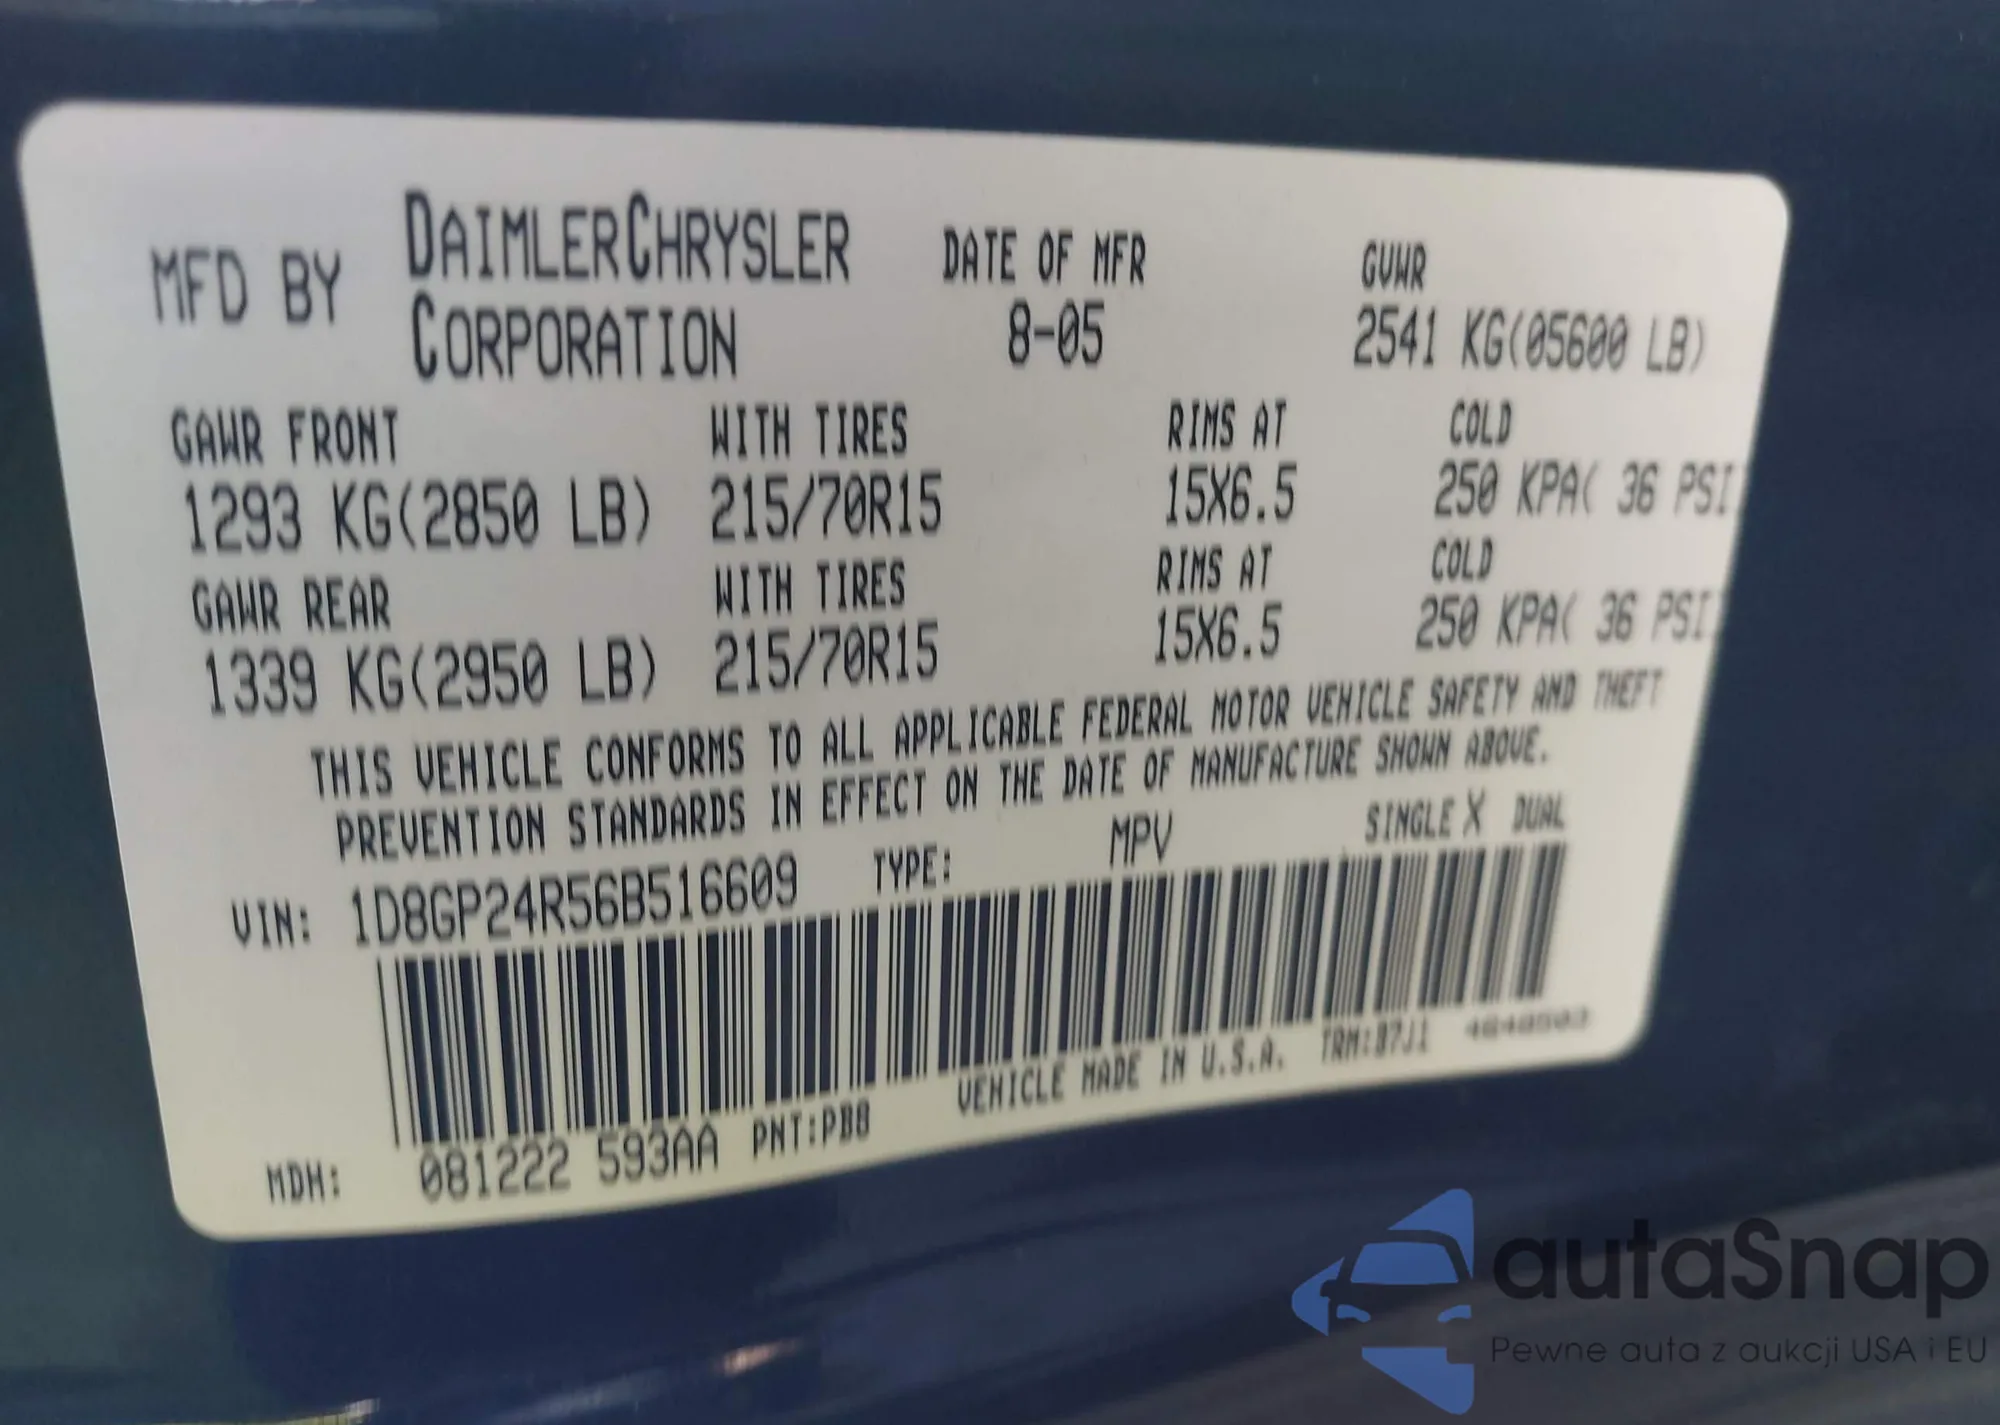 MFD BY DAIMLERCHRYSLER CORPORATION DATE OF MFR 8-05 GVWR 2541 KG(05600 LB)
GAWR FRONT WITH TIRES RIMS AT COLD
1293 KG(2850 LB) 215/70R15 15X6.5 250 KPA( 36 PSI)
GAWR REAR WITH TIRES RIMS AT COLD
1339 KG(2950 LB) 215/70R15 15X6.5 250 KPA( 36 PSI)
THIS VEHICLE CONFORMS TO ALL APPLICABLE FEDERAL MOTOR VEHICLE SAFETY AND THEFT
PREVENTION STANDARDS IN EFFECT ON THE DATE OF MANUFACTURE SHOWN ABOVE.
VIN: 1D8GP24R56B516609 TYPE: MPV SINGLE X DUAL
VEHICLE MADE IN U.S.A.
MDH: 081222 593AA PNT:PB8
autaSnap
Pewne auta z aukcji USA i EU